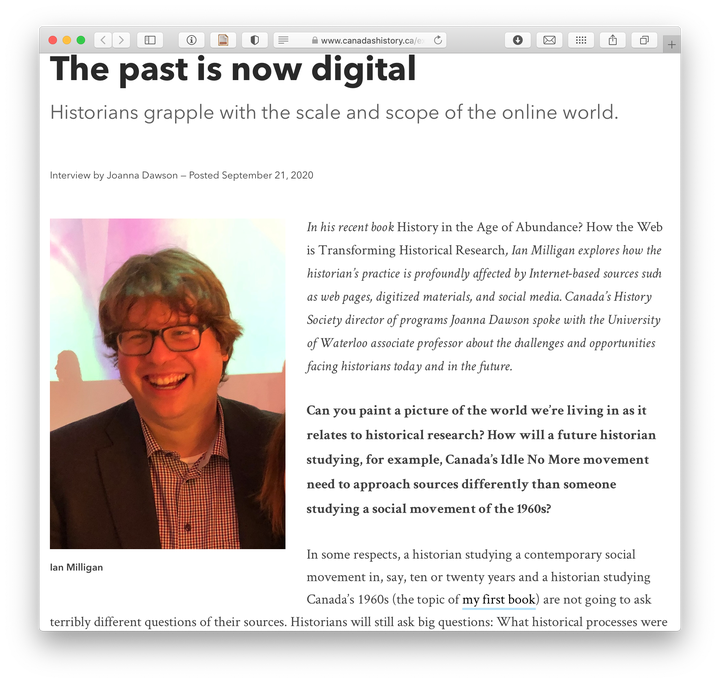 www.canadashistory.ca/e
The past is now digital
Historians grapple with the scale and scope of the online world.
Interview by Joanna Dawson – Posted September 21, 2020
In his recent book History in the Age of Abundance? How the Web
is Transforming Historical Research, Ian Milligan explores how the
historian's practice is profoundly affected by Internet-based sources such
as web pages, digitized materials, and social media. Canada's History
Society director of programs Joanna Dawson spoke with the University
of Waterloo associate professor about the challenges and opportunities
facing historians today and in the future.
Can you paint a picture of the world we're living in as it
relates to historical research? How will a future historian
studying, for example, Canada's Idle No More movement
need to approach sources differently than someone
studying a social movement of the 1960s?
Ian Milligan
In some respects, a historian studying a contemporary social
movement in, say, ten or twenty years and a historian studying
Canada's 1960s (the topic of my first book) are not going to ask
terribly different questions of their sources. Historians will still ask big questions: What historical processes were